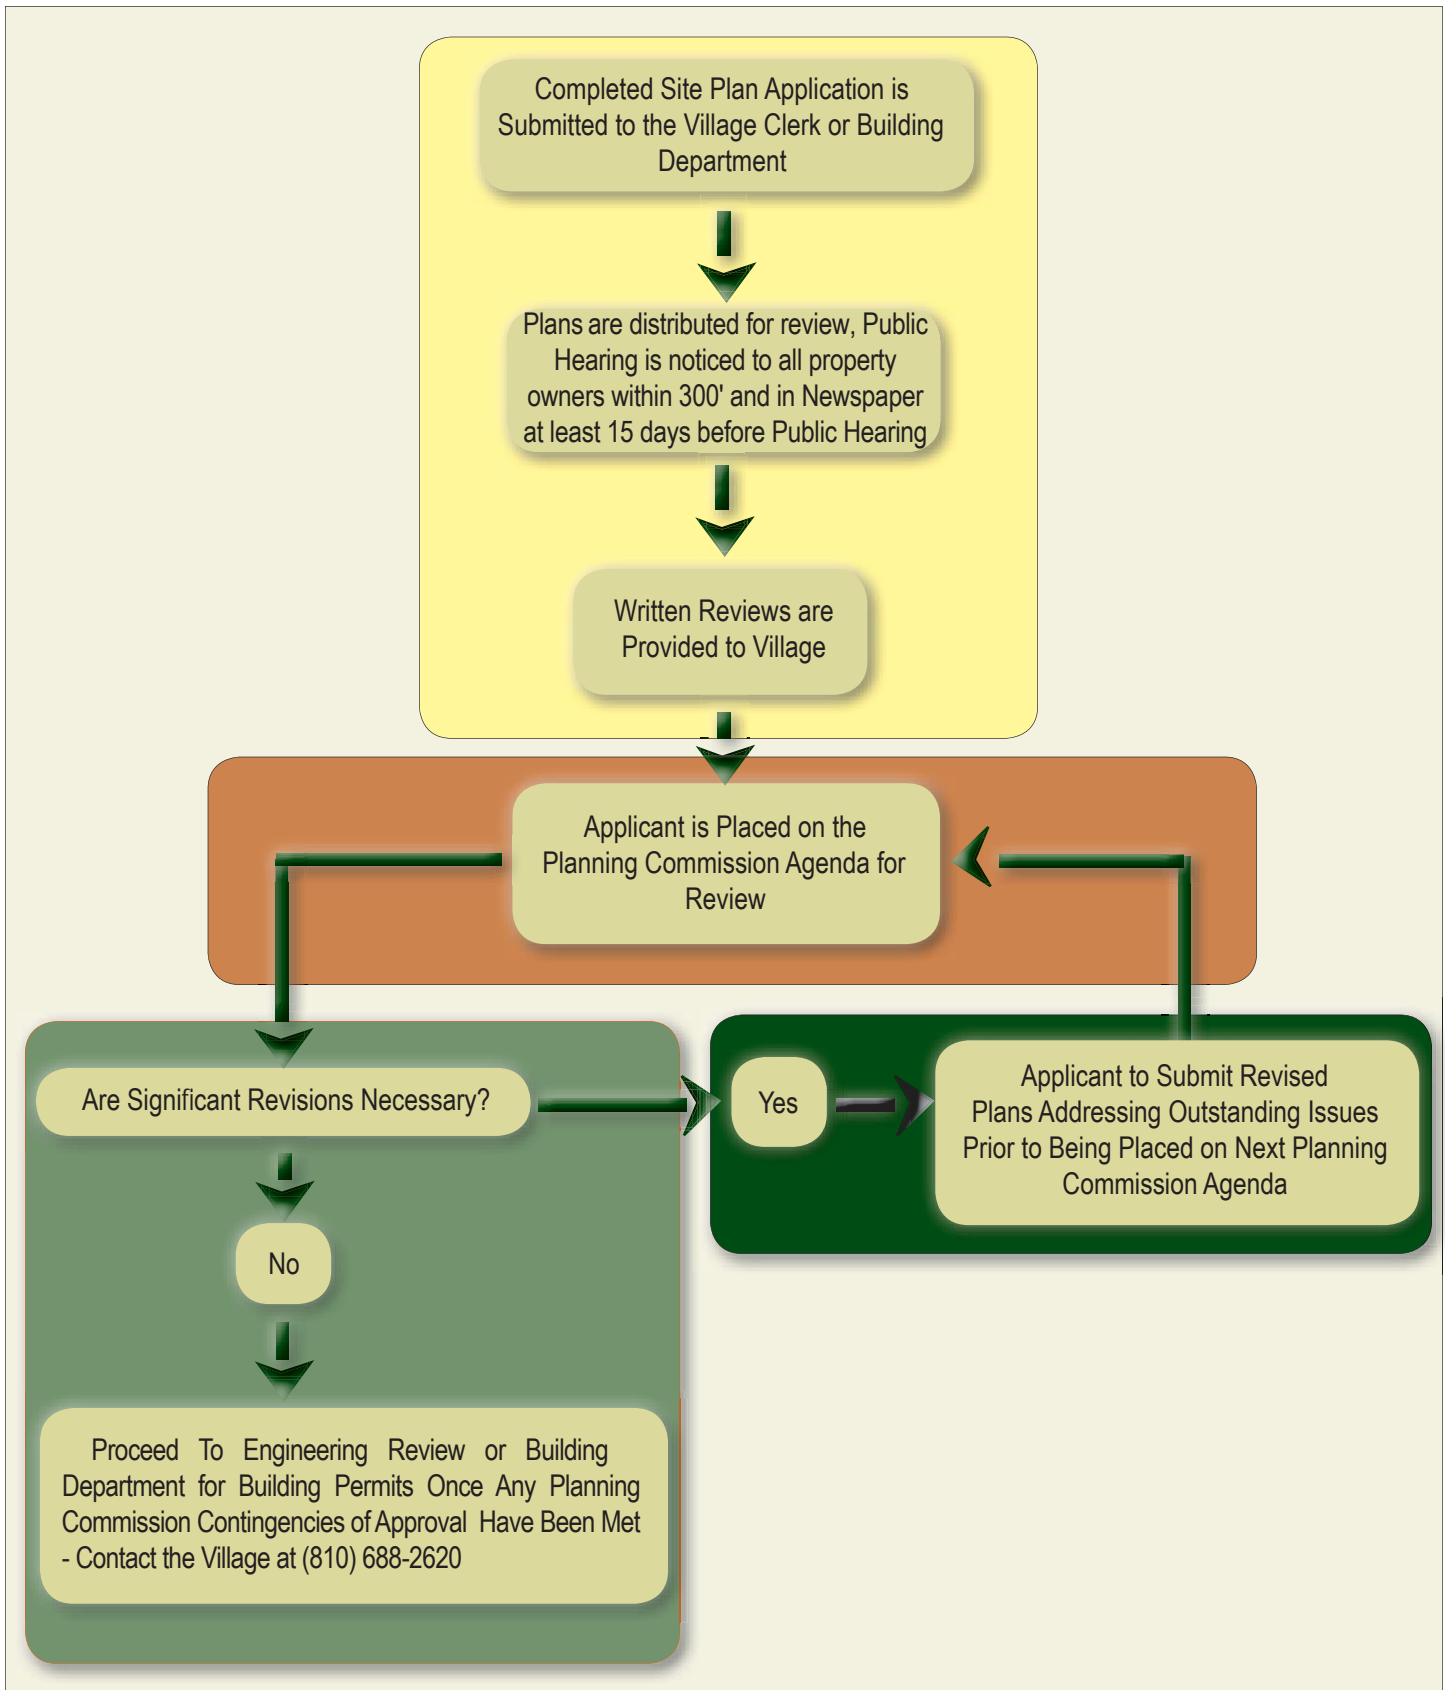 Completed Site Plan Application is
Submitted to the Village Clerk or Building
Department
Plans are distributed for review, Public
Hearing is noticed to all property
owners within 300' and in Newspaper
at least 15 days before Public Hearing
Written Reviews are
Provided to Village
Applicant is Placed on the
Planning Commission Agenda for
Review
Are Significant Revisions Necessary?
Yes
Applicant to Submit Revised
Plans Addressing Outstanding Issues
Prior to Being Placed on Next Planning
Commission Agenda
No
Proceed To Engineering Review or Building
Department for Building Permits Once Any Planning
Commission Contingencies of Approval Have Been Met
- Contact the Village at (810) 688-2620